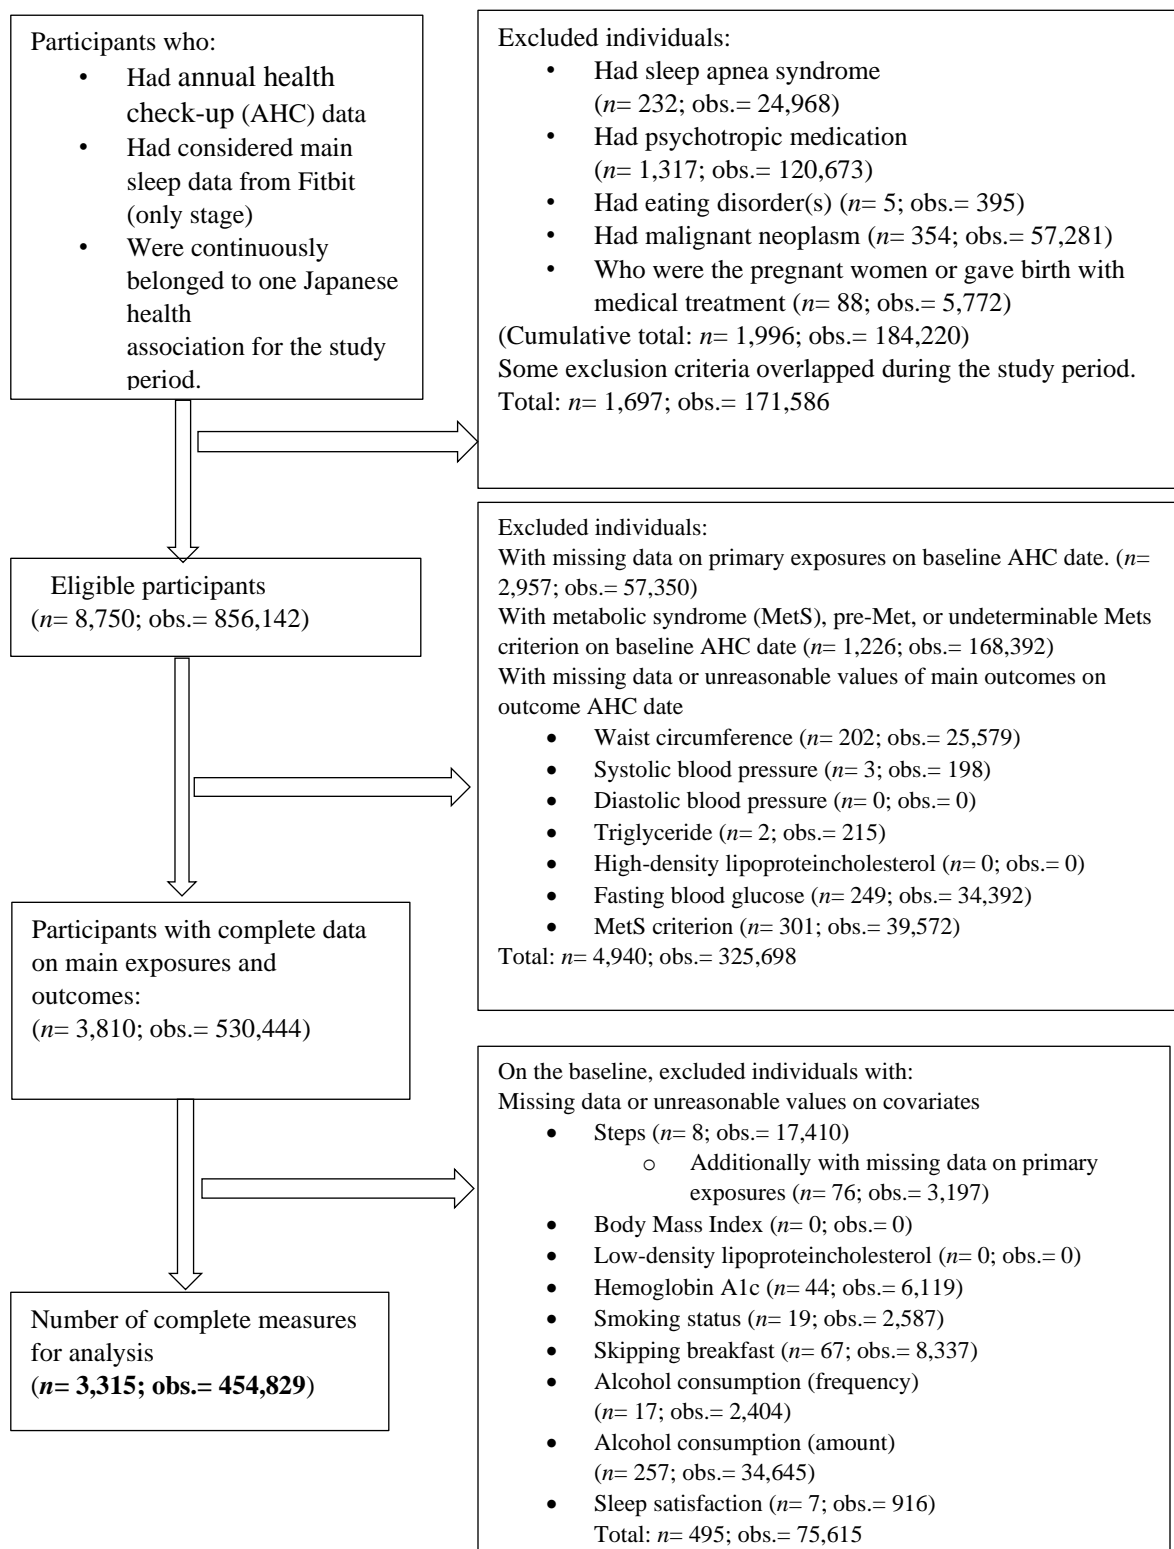 Participants who:
• Had annual health
check-up (AHC) data
• Had considered main
sleep data from Fitbit
(only stage)
• Were continuously
belonged to one Japanese
health
association for the study
period.
Excluded individuals:
• Had sleep apnea syndrome
(n= 232; obs.= 24,968)
• Had psychotropic medication
(n= 1,317; obs.= 120,673)
• Had eating disorder(s) (n= 5; obs.= 395)
• Had malignant neoplasm (n= 354; obs.= 57,281)
• Who were the pregnant women or gave birth with
medical treatment (n= 88; obs.= 5,772)
(Cumulative total: n= 1,996; obs.= 184,220)
Some exclusion criteria overlapped during the study period.
Total: n= 1,697; obs.= 171,586
Eligible participants
(n= 8,750; obs.= 856,142)
Excluded individuals:
With missing data on primary exposures on baseline AHC date. (n=
2,957; obs.= 57,350)
With metabolic syndrome (MetS), pre-Met, or undeterminable Mets
criterion on baseline AHC date (n= 1,226; obs.= 168,392)
With missing data or unreasonable values of main outcomes on
outcome AHC date
• Waist circumference (n= 202; obs.= 25,579)
• Systolic blood pressure (n= 3; obs.= 198)
• Diastolic blood pressure (n= 0; obs.= 0)
• Triglyceride (n= 2; obs.= 215)
• High-density lipoproteincholesterol (n= 0; obs.= 0)
• Fasting blood glucose (n= 249; obs.= 34,392)
• MetS criterion (n= 301; obs.= 39,572)
Total: n= 4,940; obs.= 325,698
Participants with complete data
on main exposures and
outcomes:
(n= 3,810; obs.= 530,444)
On the baseline, excluded individuals with:
Missing data or unreasonable values on covariates
• Steps (n= 8; obs.= 17,410)
o Additionally with missing data on primary
exposures (n= 76; obs.= 3,197)
• Body Mass Index (n= 0; obs.= 0)
• Low-density lipoproteincholesterol (n= 0; obs.= 0)
• Hemoglobin A1c (n= 44; obs.= 6,119)
• Smoking status (n= 19; obs.= 2,587)
• Skipping breakfast (n= 67; obs.= 8,337)
• Alcohol consumption (frequency)
(n= 17; obs.= 2,404)
• Alcohol consumption (amount)
(n= 257; obs.= 34,645)
• Sleep satisfaction (n= 7; obs.= 916)
Total: n= 495; obs.= 75,615
Number of complete measures
for analysis
(n= 3,315; obs.= 454,829)